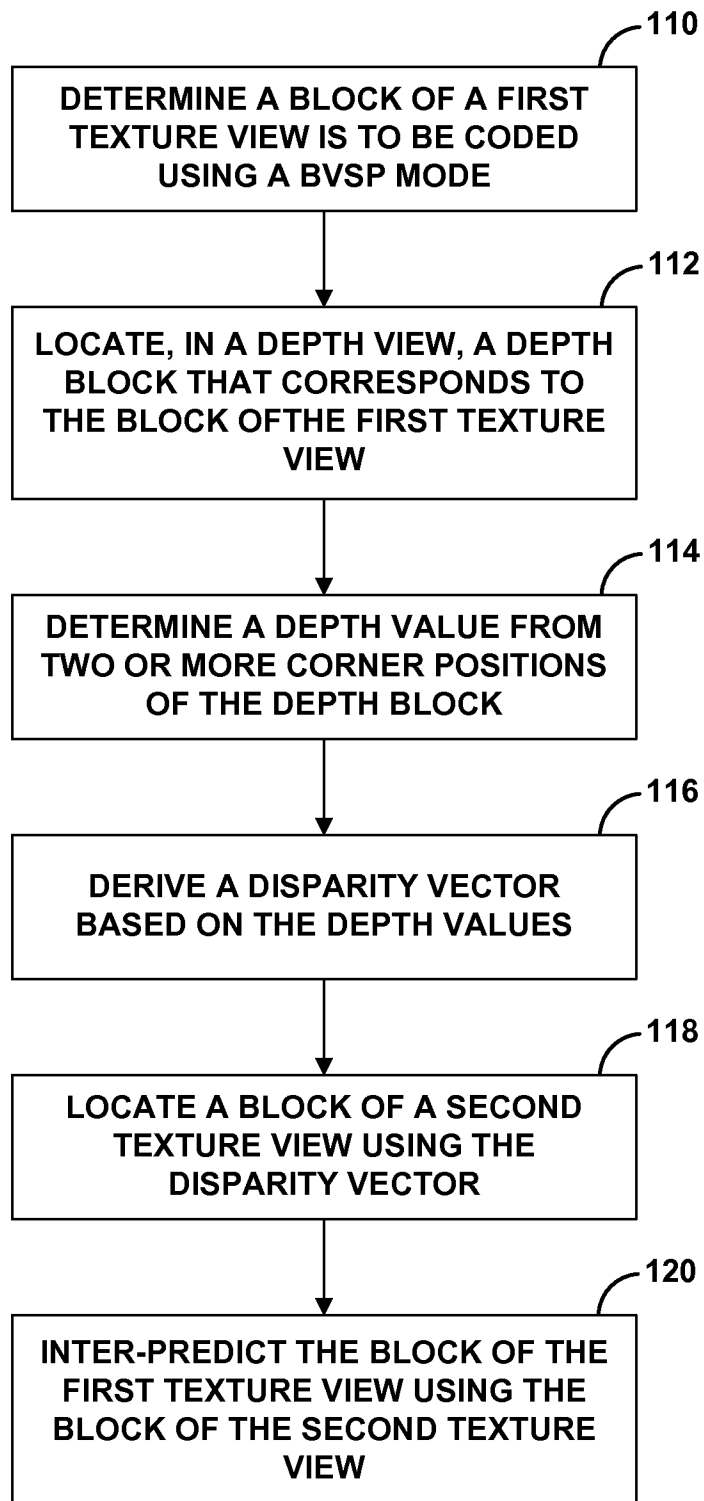 110
DETERMINE A BLOCK OF A FIRST
TEXTURE VIEW IS TO BE CODED
USING A BVSP MODE
112
LOCATE, IN A DEPTH VIEW, A DEPTH
BLOCK THAT CORRESPONDS TO
THE BLOCK OFTHE FIRST TEXTURE
VIEW
114
DETERMINE A DEPTH VALUE FROM
TWO OR MORE CORNER POSITIONS
OF THE DEPTH BLOCK
116
DERIVE A DISPARITY VECTOR
BASED ON THE DEPTH VALUES
118
LOCATE A BLOCK OF A SECOND
TEXTURE VIEW USING THE
DISPARITY VECTOR
120
INTER-PREDICT THE BLOCK OF THE
FIRST TEXTURE VIEW USING THE
BLOCK OF THE SECOND TEXTURE
VIEW